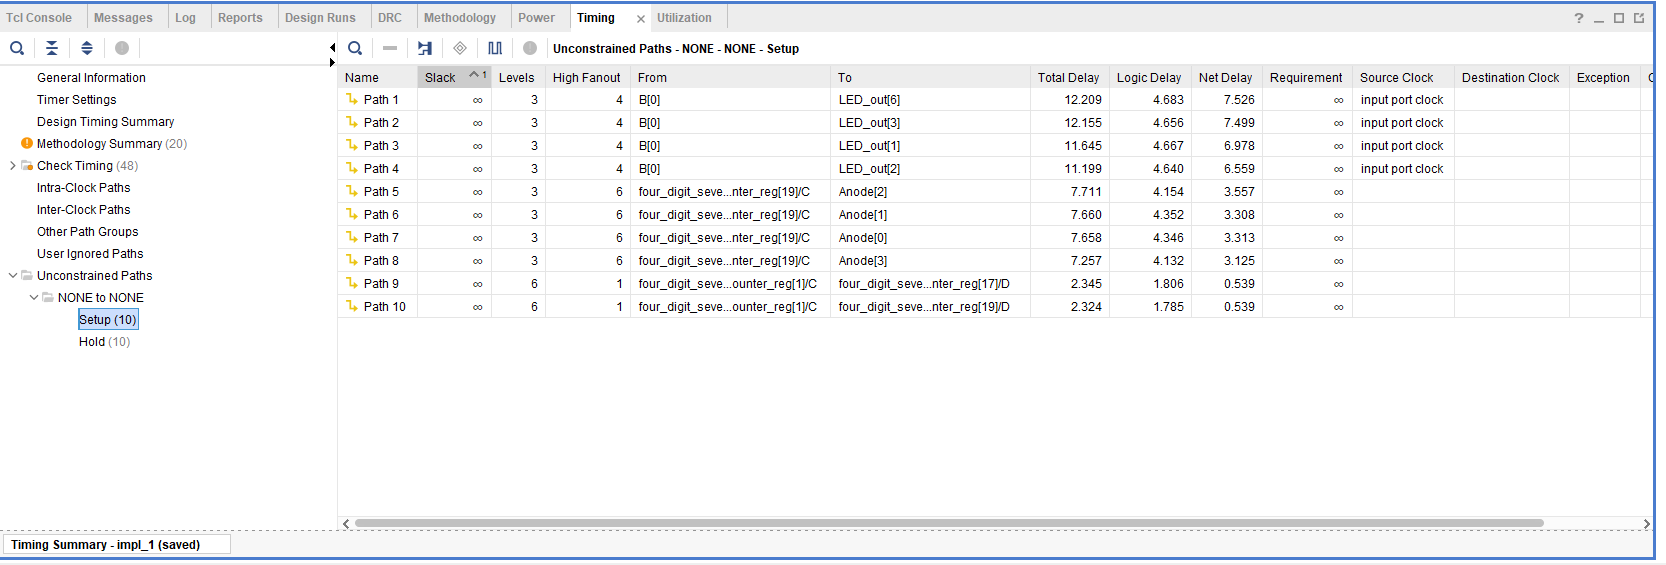 Tcl Console Messages Log Reports Design Runs DRC Methodology Power Timing × Utilization ? _
Unconstrained Paths - NONE - NONE - Setup
General Information
Timer Settings
Design Timing Summary
Methodology Summary (20)
Check Timing (48)
Intra-Clock Paths
Inter-Clock Paths
Other Path Groups
User Ignored Paths
Unconstrained Paths
NONE to NONE
Setup (10)
Hold (10)
Name Slack ^1 Levels High Fanout From To Total Delay Logic Delay Net Delay Requirement Source Clock Destination Clock Exception
Path 1 ∞ 3 4 B[0] LED_out[6] 12.209 4.683 7.526 ∞ input port clock
Path 2 ∞ 3 4 B[0] LED_out[3] 12.155 4.656 7.499 ∞ input port clock
Path 3 ∞ 3 4 B[0] LED_out[1] 11.645 4.667 6.978 ∞ input port clock
Path 4 ∞ 3 4 B[0] LED_out[2] 11.199 4.640 6.559 ∞ input port clock
Path 5 ∞ 3 6 four_digit_seve...nter_reg[19]/C Anode[2] 7.711 4.154 3.557 ∞
Path 6 ∞ 3 6 four_digit_seve...nter_reg[19]/C Anode[1] 7.660 4.352 3.308 ∞
Path 7 ∞ 3 6 four_digit_seve...nter_reg[19]/C Anode[0] 7.658 4.346 3.313 ∞
Path 8 ∞ 3 6 four_digit_seve...nter_reg[19]/C Anode[3] 7.257 4.132 3.125 ∞
Path 9 ∞ 6 1 four_digit_seve...ounter_reg[1]/C four_digit_seve...nter_reg[17]/D 2.345 1.806 0.539 ∞
Path 10 ∞ 6 1 four_digit_seve...ounter_reg[1]/C four_digit_seve...nter_reg[19]/D 2.324 1.785 0.539 ∞
Timing Summary - impl_1 (saved)